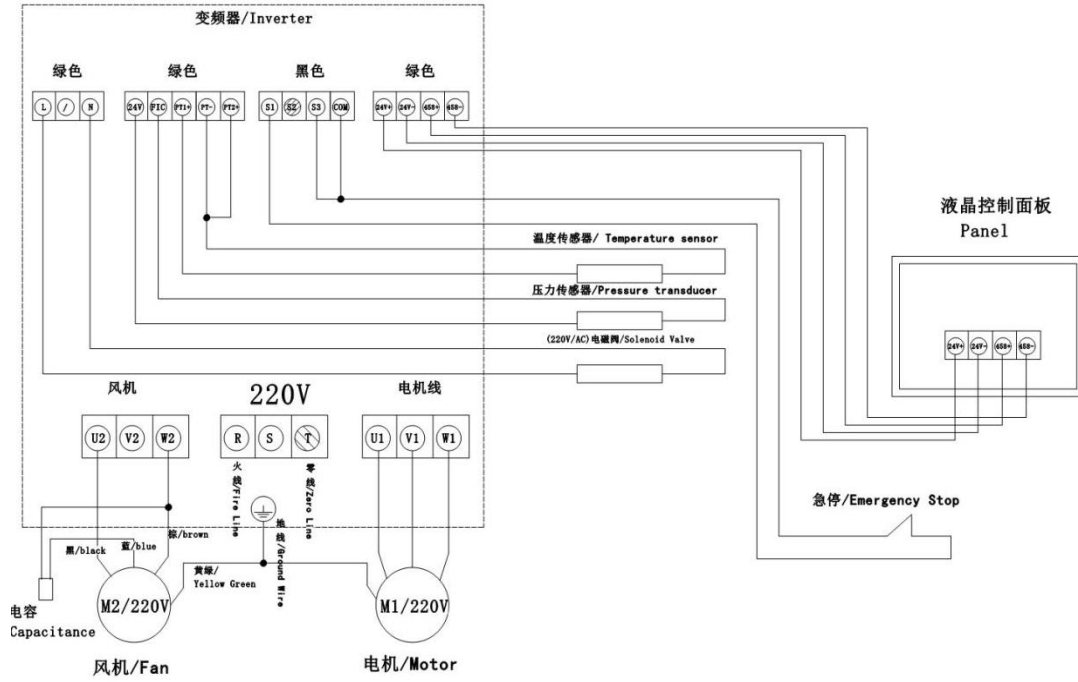 变频器/Inverter
绿色
绿色
黑色
绿色
L / N
24V FIC PT1+ PT- PT2+
S1 S2 S3 COM
24V+ 24V- 458+ 458-
液晶控制面板
Panel
温度传感器/ Temperature sensor
压力传感器/Pressure transducer
(220V/AC)电磁阀/Solenoid Valve
24V+ 24V- 458+ 458-
风机
220V
电机线
U2 V2 W2
R S T
U1 V1 W1
火线/Fire Line
零线/Zero Line
地线/Ground Wire
急停/Emergency Stop
黑/black
蓝/blue
棕/brown
黄绿/
Yellow Green
M2/220V
M1/220V
电容
Capacitance
风机/Fan
电机/Motor